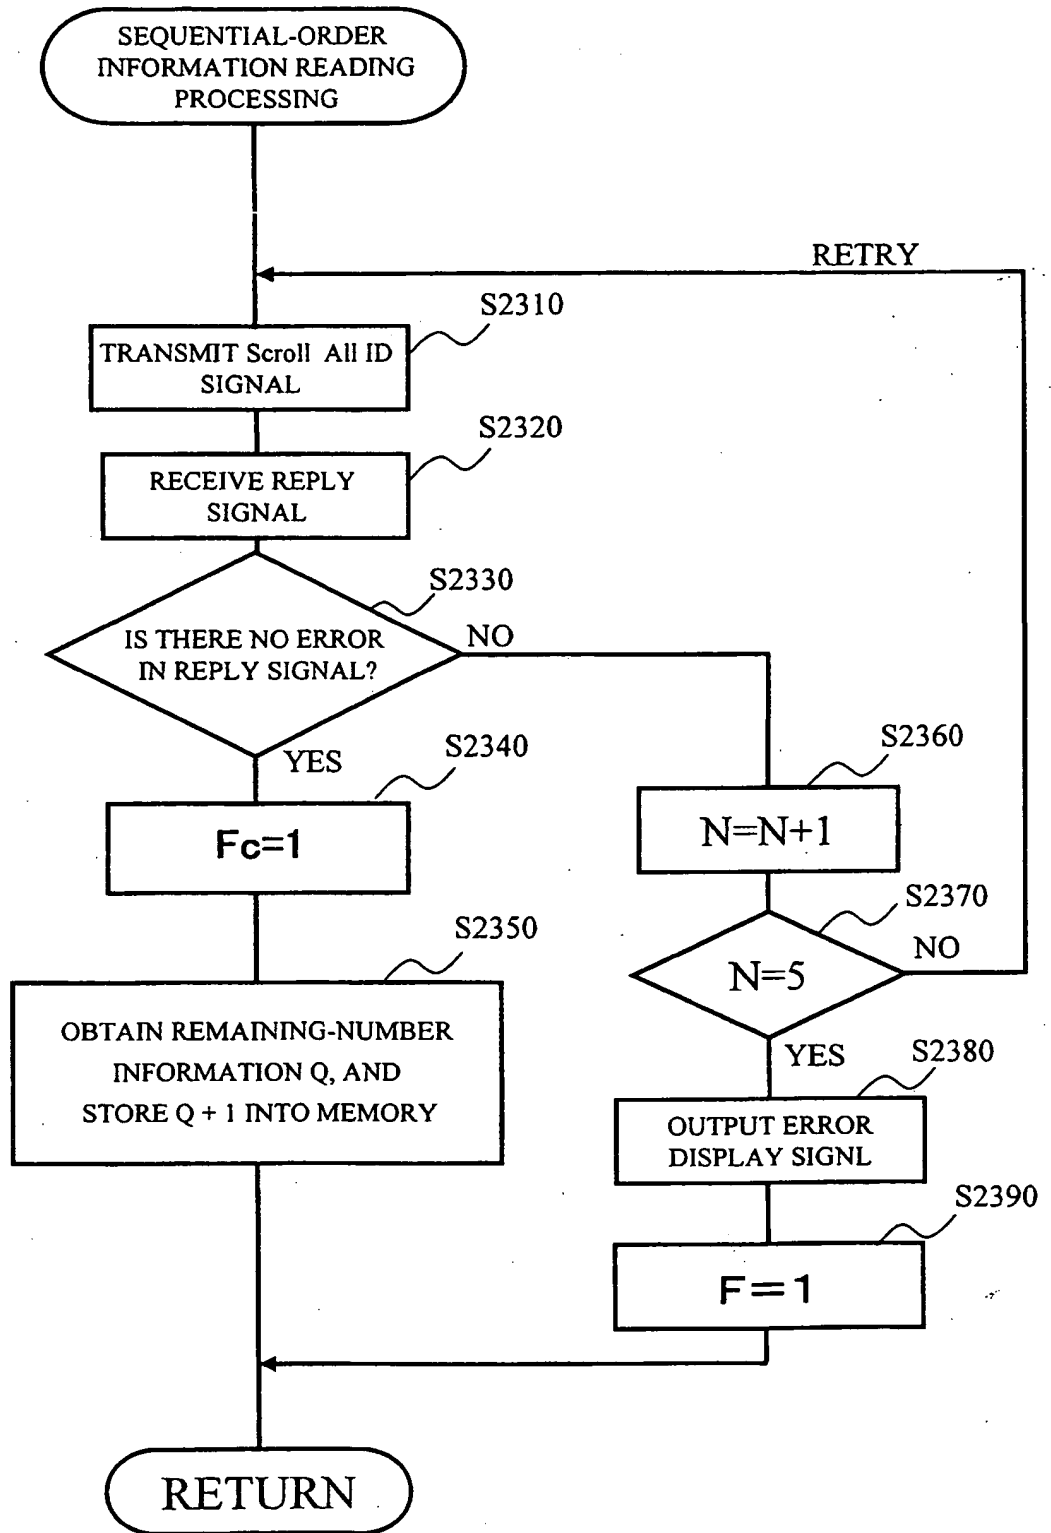 SEQUENTIAL-ORDER
INFORMATION READING
PROCESSING
RETRY
S2310
TRANSMIT Scroll All ID
SIGNAL
S2320
RECEIVE REPLY
SIGNAL
S2330
IS THERE NO ERROR
IN REPLY SIGNAL?
NO
YES
S2340
Fc=1
S2350
OBTAIN REMAINING-NUMBER
INFORMATION Q, AND
STORE Q + 1 INTO MEMORY
S2360
N=N+1
S2370
N=5
NO
YES
S2380
OUTPUT ERROR
DISPLAY SIGNL
S2390
F=1
RETURN